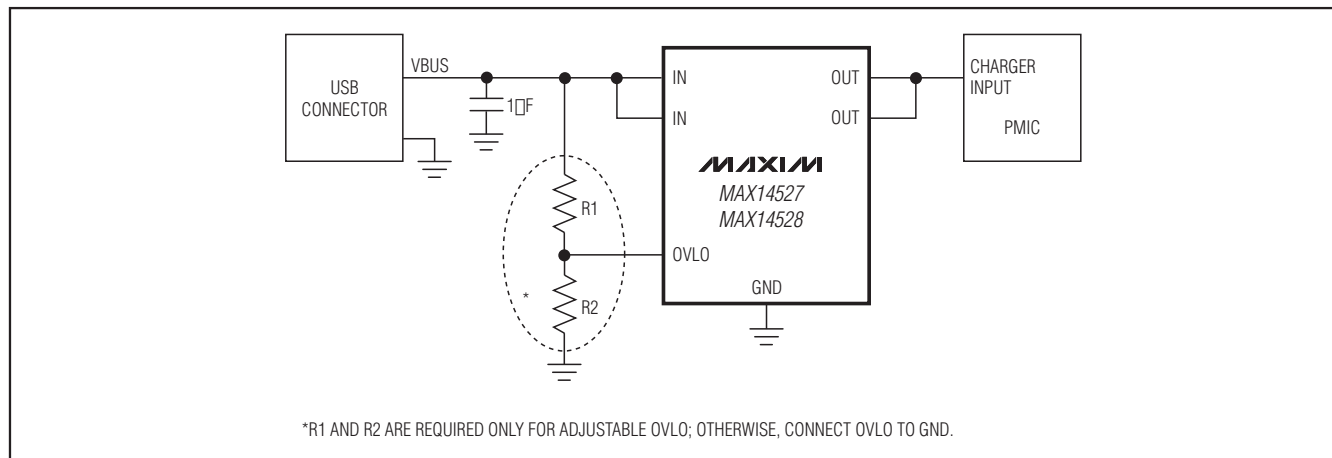 USB
CONNECTOR
VBUS
1▯F
R1
*
R2
IN
IN
OVLO
OUT
OUT
MAXIM
MAX14527
MAX14528
GND
CHARGER
INPUT
PMIC
*R1 AND R2 ARE REQUIRED ONLY FOR ADJUSTABLE OVLO; OTHERWISE, CONNECT OVLO TO GND.